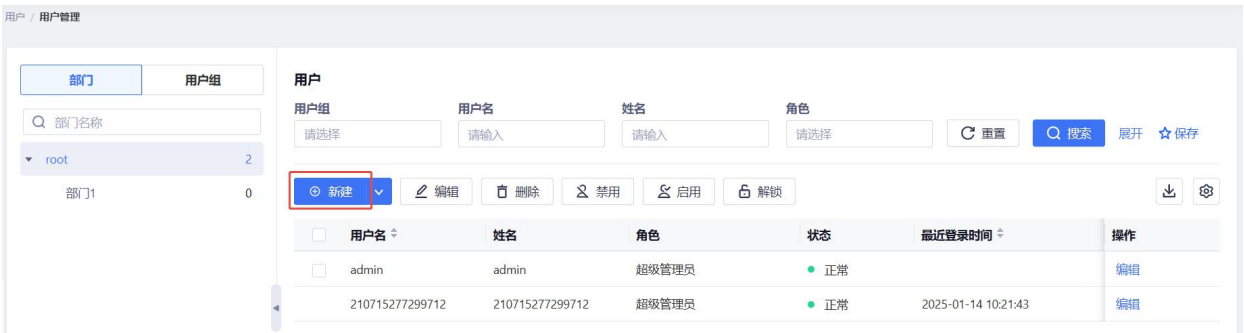 用户 / 用户管理
部门 用户组
部门名称
root 2
部门1 0
用户
用户组 用户名 姓名 角色
请选择 请输入 请输入 请选择 重置 搜索 展开 保存
新建 编辑 删除 禁用 启用 解锁
用户名 姓名 角色 状态 最近登录时间 操作
admin admin 超级管理员 正常 编辑
210715277299712 210715277299712 超级管理员 正常 2025-01-14 10:21:43 编辑